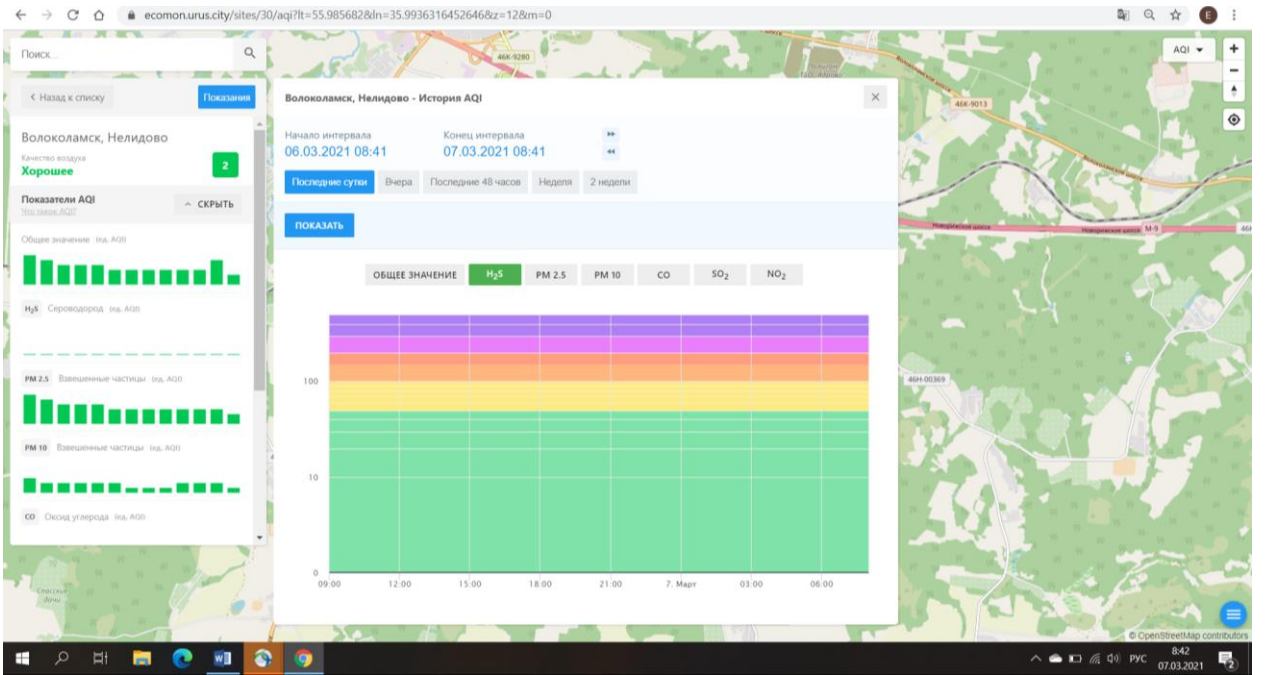 ecomon.urus.city/sites/30/aqi?lt=55.985682&ln=35.9936316452646&z=12&m=0
E
Поиск...
AQI
46K-9280
46K-9013
< Назад к списку
Показания
Волоколамск, Нелидово
Качество воздуха
Хорошее
2
Показатели AQI
Что такое AQI?
СКРЫТЬ
Общее значение (ед. AQI)
H₂S Сероводород (ед. AQI)
PM 2.5 Взвешенные частицы (ед. AQI)
PM 10 Взвешенные частицы (ед. AQI)
CO Оксид углерода (ед. AQI)
Волоколамск, Нелидово - История AQI
Начало интервала Конец интервала
06.03.2021 08:41 07.03.2021 08:41
Последние сутки Вчера Последние 48 часов Неделя 2 недели
ПОКАЗАТЬ
ОБЩЕЕ ЗНАЧЕНИЕ H₂S PM 2.5 PM 10 CO SO₂ NO₂
100
10
0
09:00 12:00 15:00 18:00 21:00 7. Март 03:00 06:00
Новорижское шоссе
Новорижское шоссе M-9
46H-00369
© OpenStreetMap contributors
РУС
8:42
07.03.2021
2